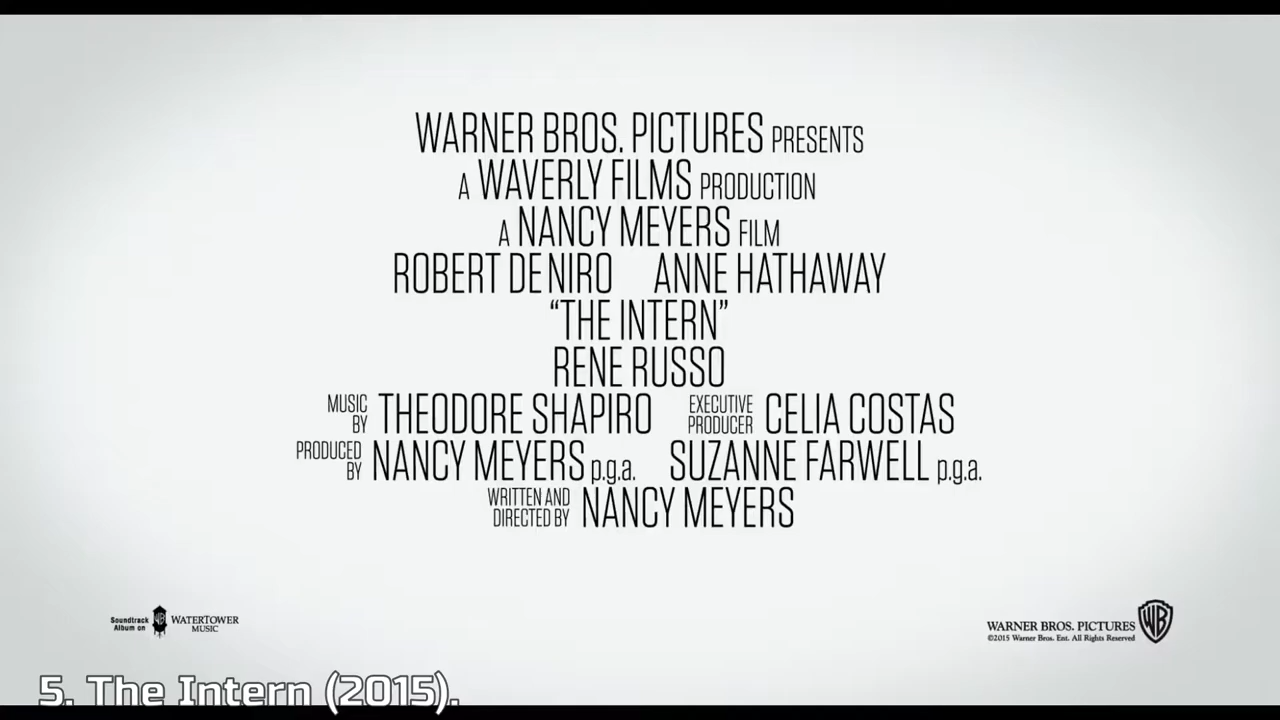 WARNER BROS. PICTURES PRESENTS
A WAVERLY FILMS PRODUCTION
A NANCY MEYERS FILM
ROBERT DE NIRO ANNE HATHAWAY
“THE INTERN”
RENE RUSSO
MUSIC BY THEODORE SHAPIRO EXECUTIVE PRODUCER CELIA COSTAS
PRODUCED BY NANCY MEYERS p.g.a. SUZANNE FARWELL p.g.a.
WRITTEN AND DIRECTED BY NANCY MEYERS
Soundtrack Album on WB WATERTOWER MUSIC
WARNER BROS. PICTURES WB
©2015 Warner Bros. Ent. All Rights Reserved
5. The Intern (2015).